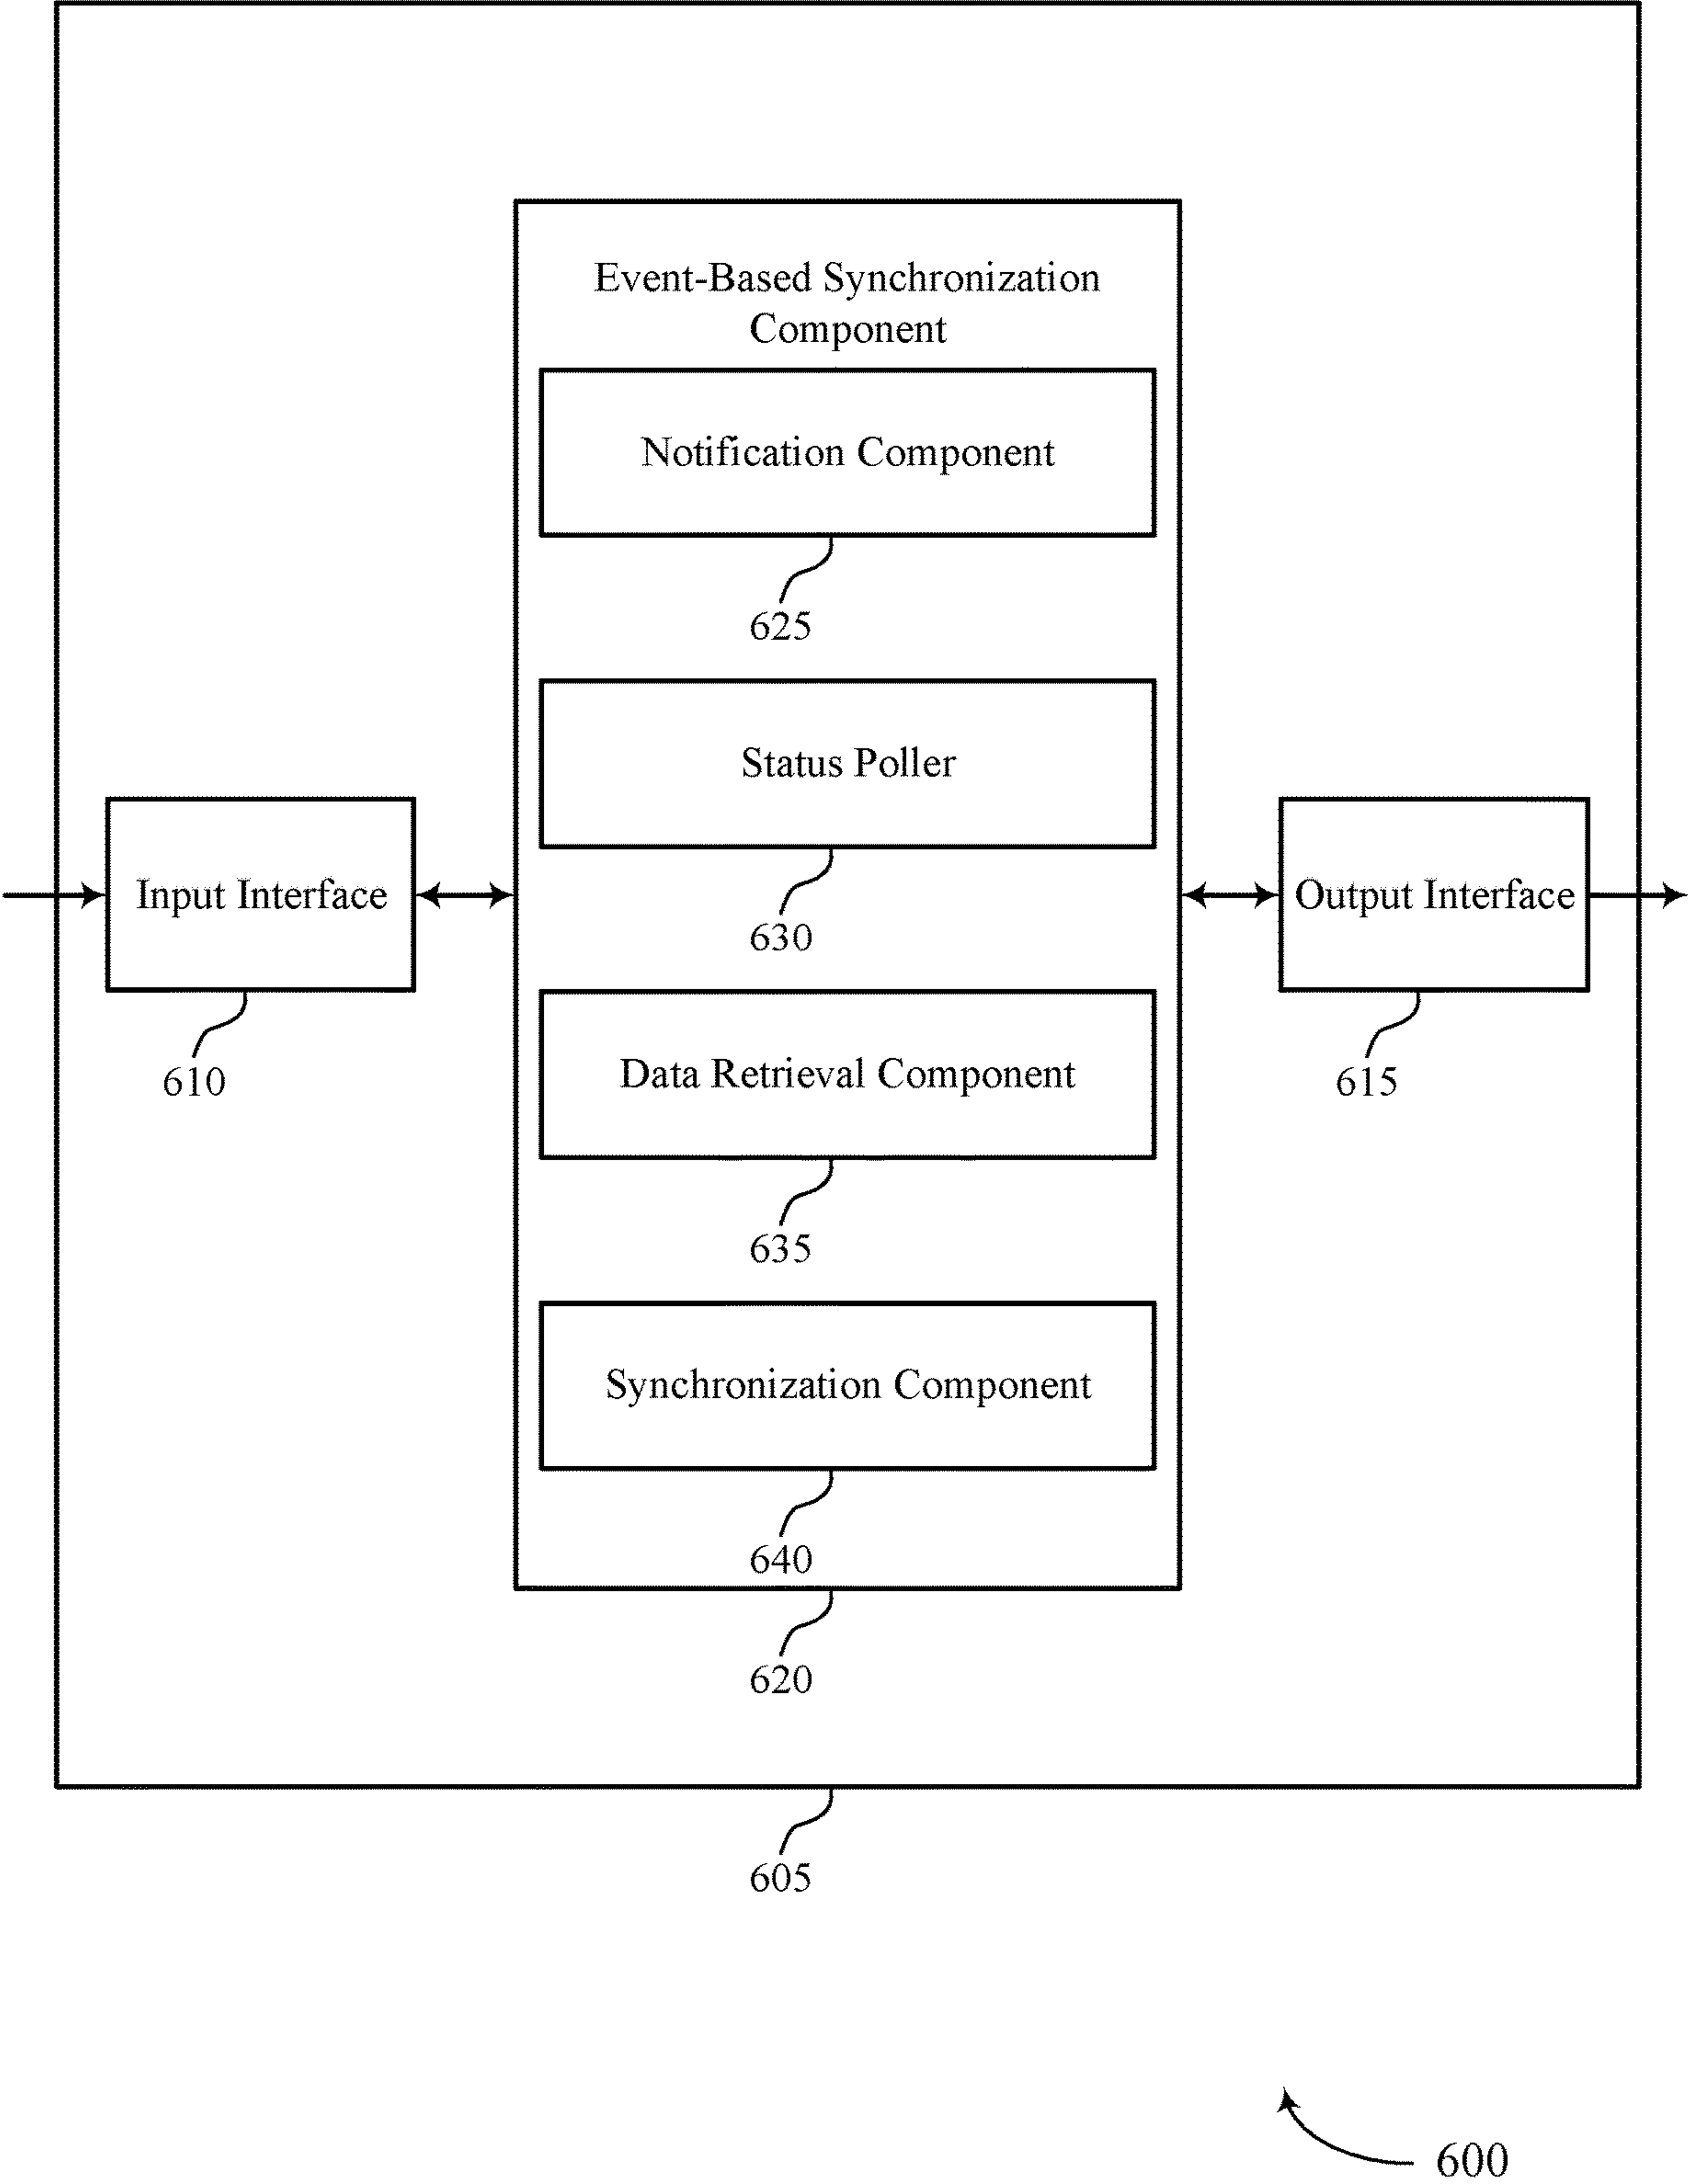 Event-Based Synchronization
Component
Notification Component
625
Status Poller
630
Input Interface
610
Output Interface
615
Data Retrieval Component
635
Synchronization Component
640
620
605
600